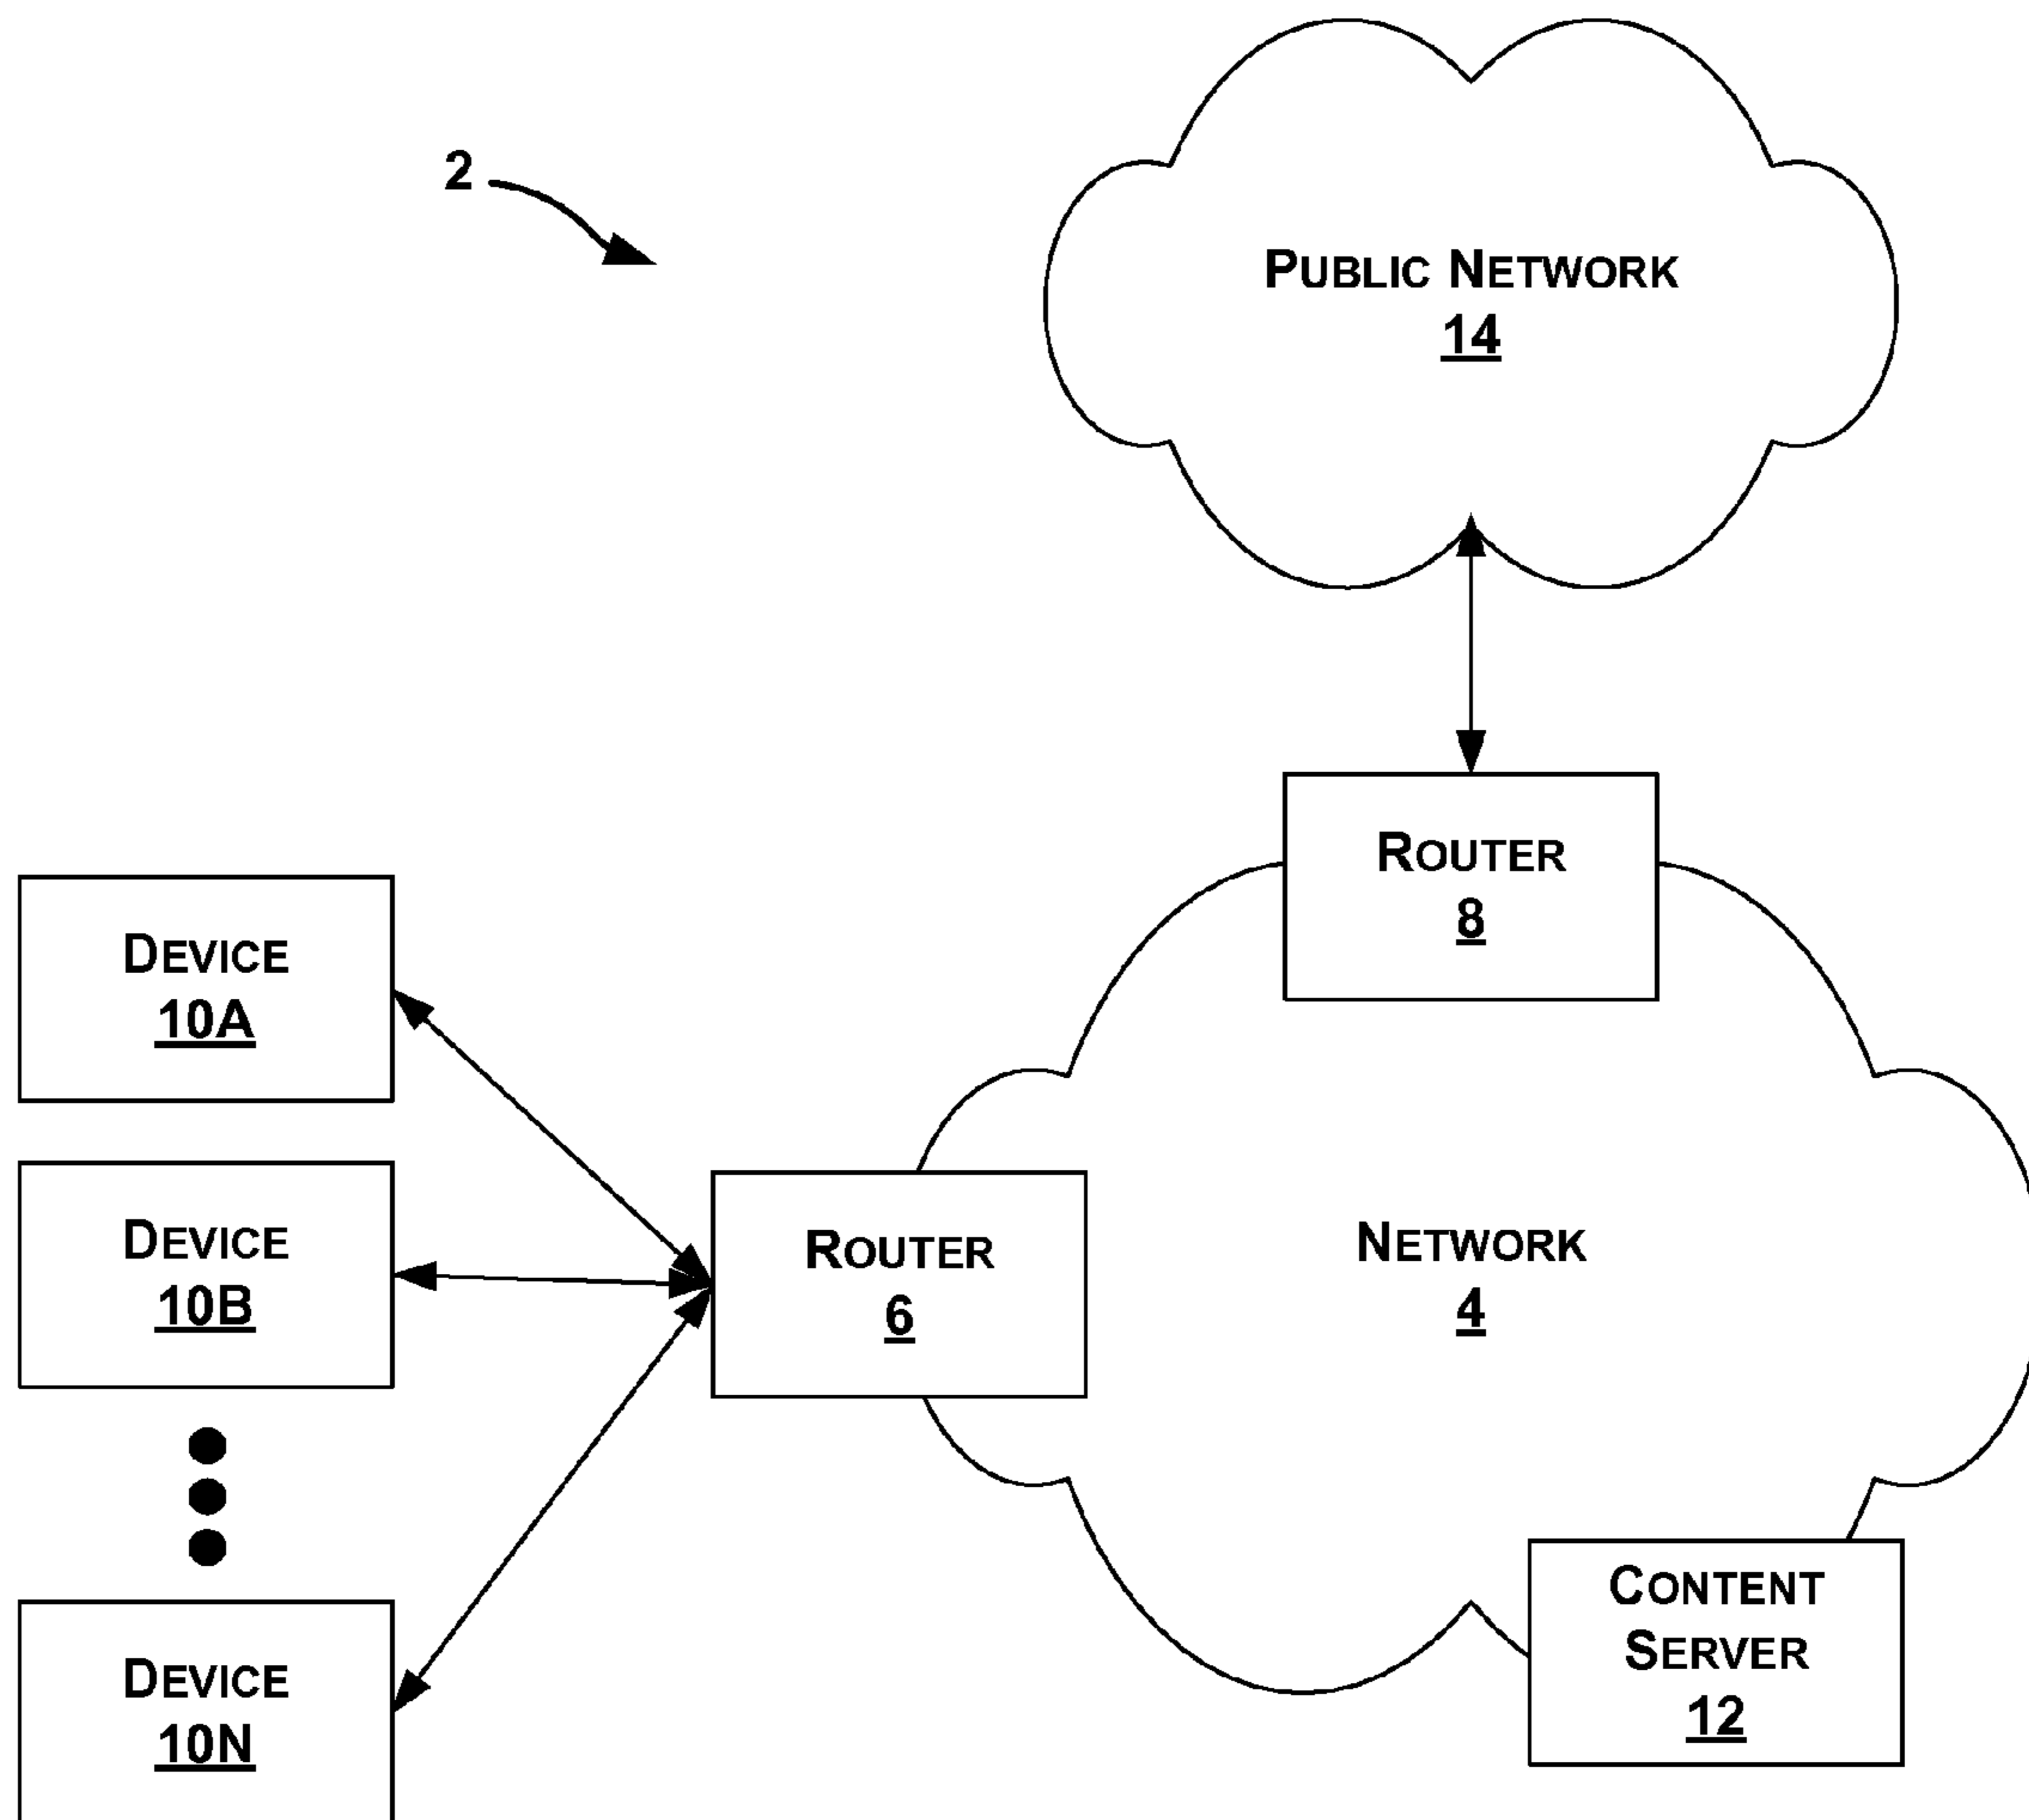 2
PUBLIC NETWORK
14
ROUTER
8
DEVICE
10A
DEVICE
10B
ROUTER
6
NETWORK
4
CONTENT
SERVER
12
DEVICE
10N